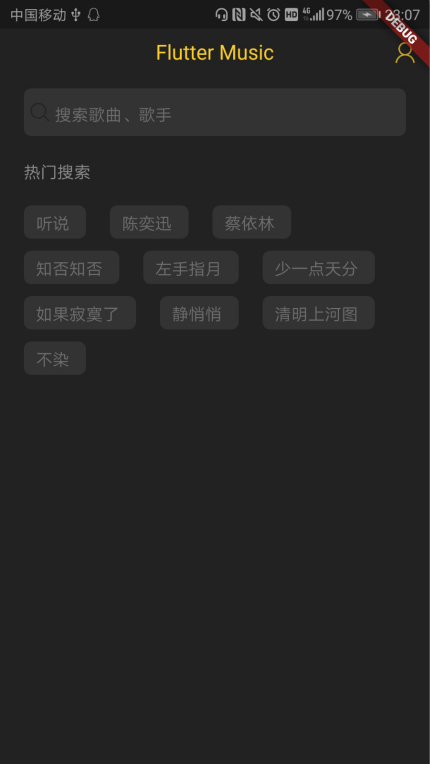 中国移动 HD 4G 97% 23:07
DEBUG
Flutter Music
搜索歌曲、歌手
热门搜索
听说 陈奕迅 蔡依林
知否知否 左手指月 少一点天分
如果寂寞了 静悄悄 清明上河图
不染